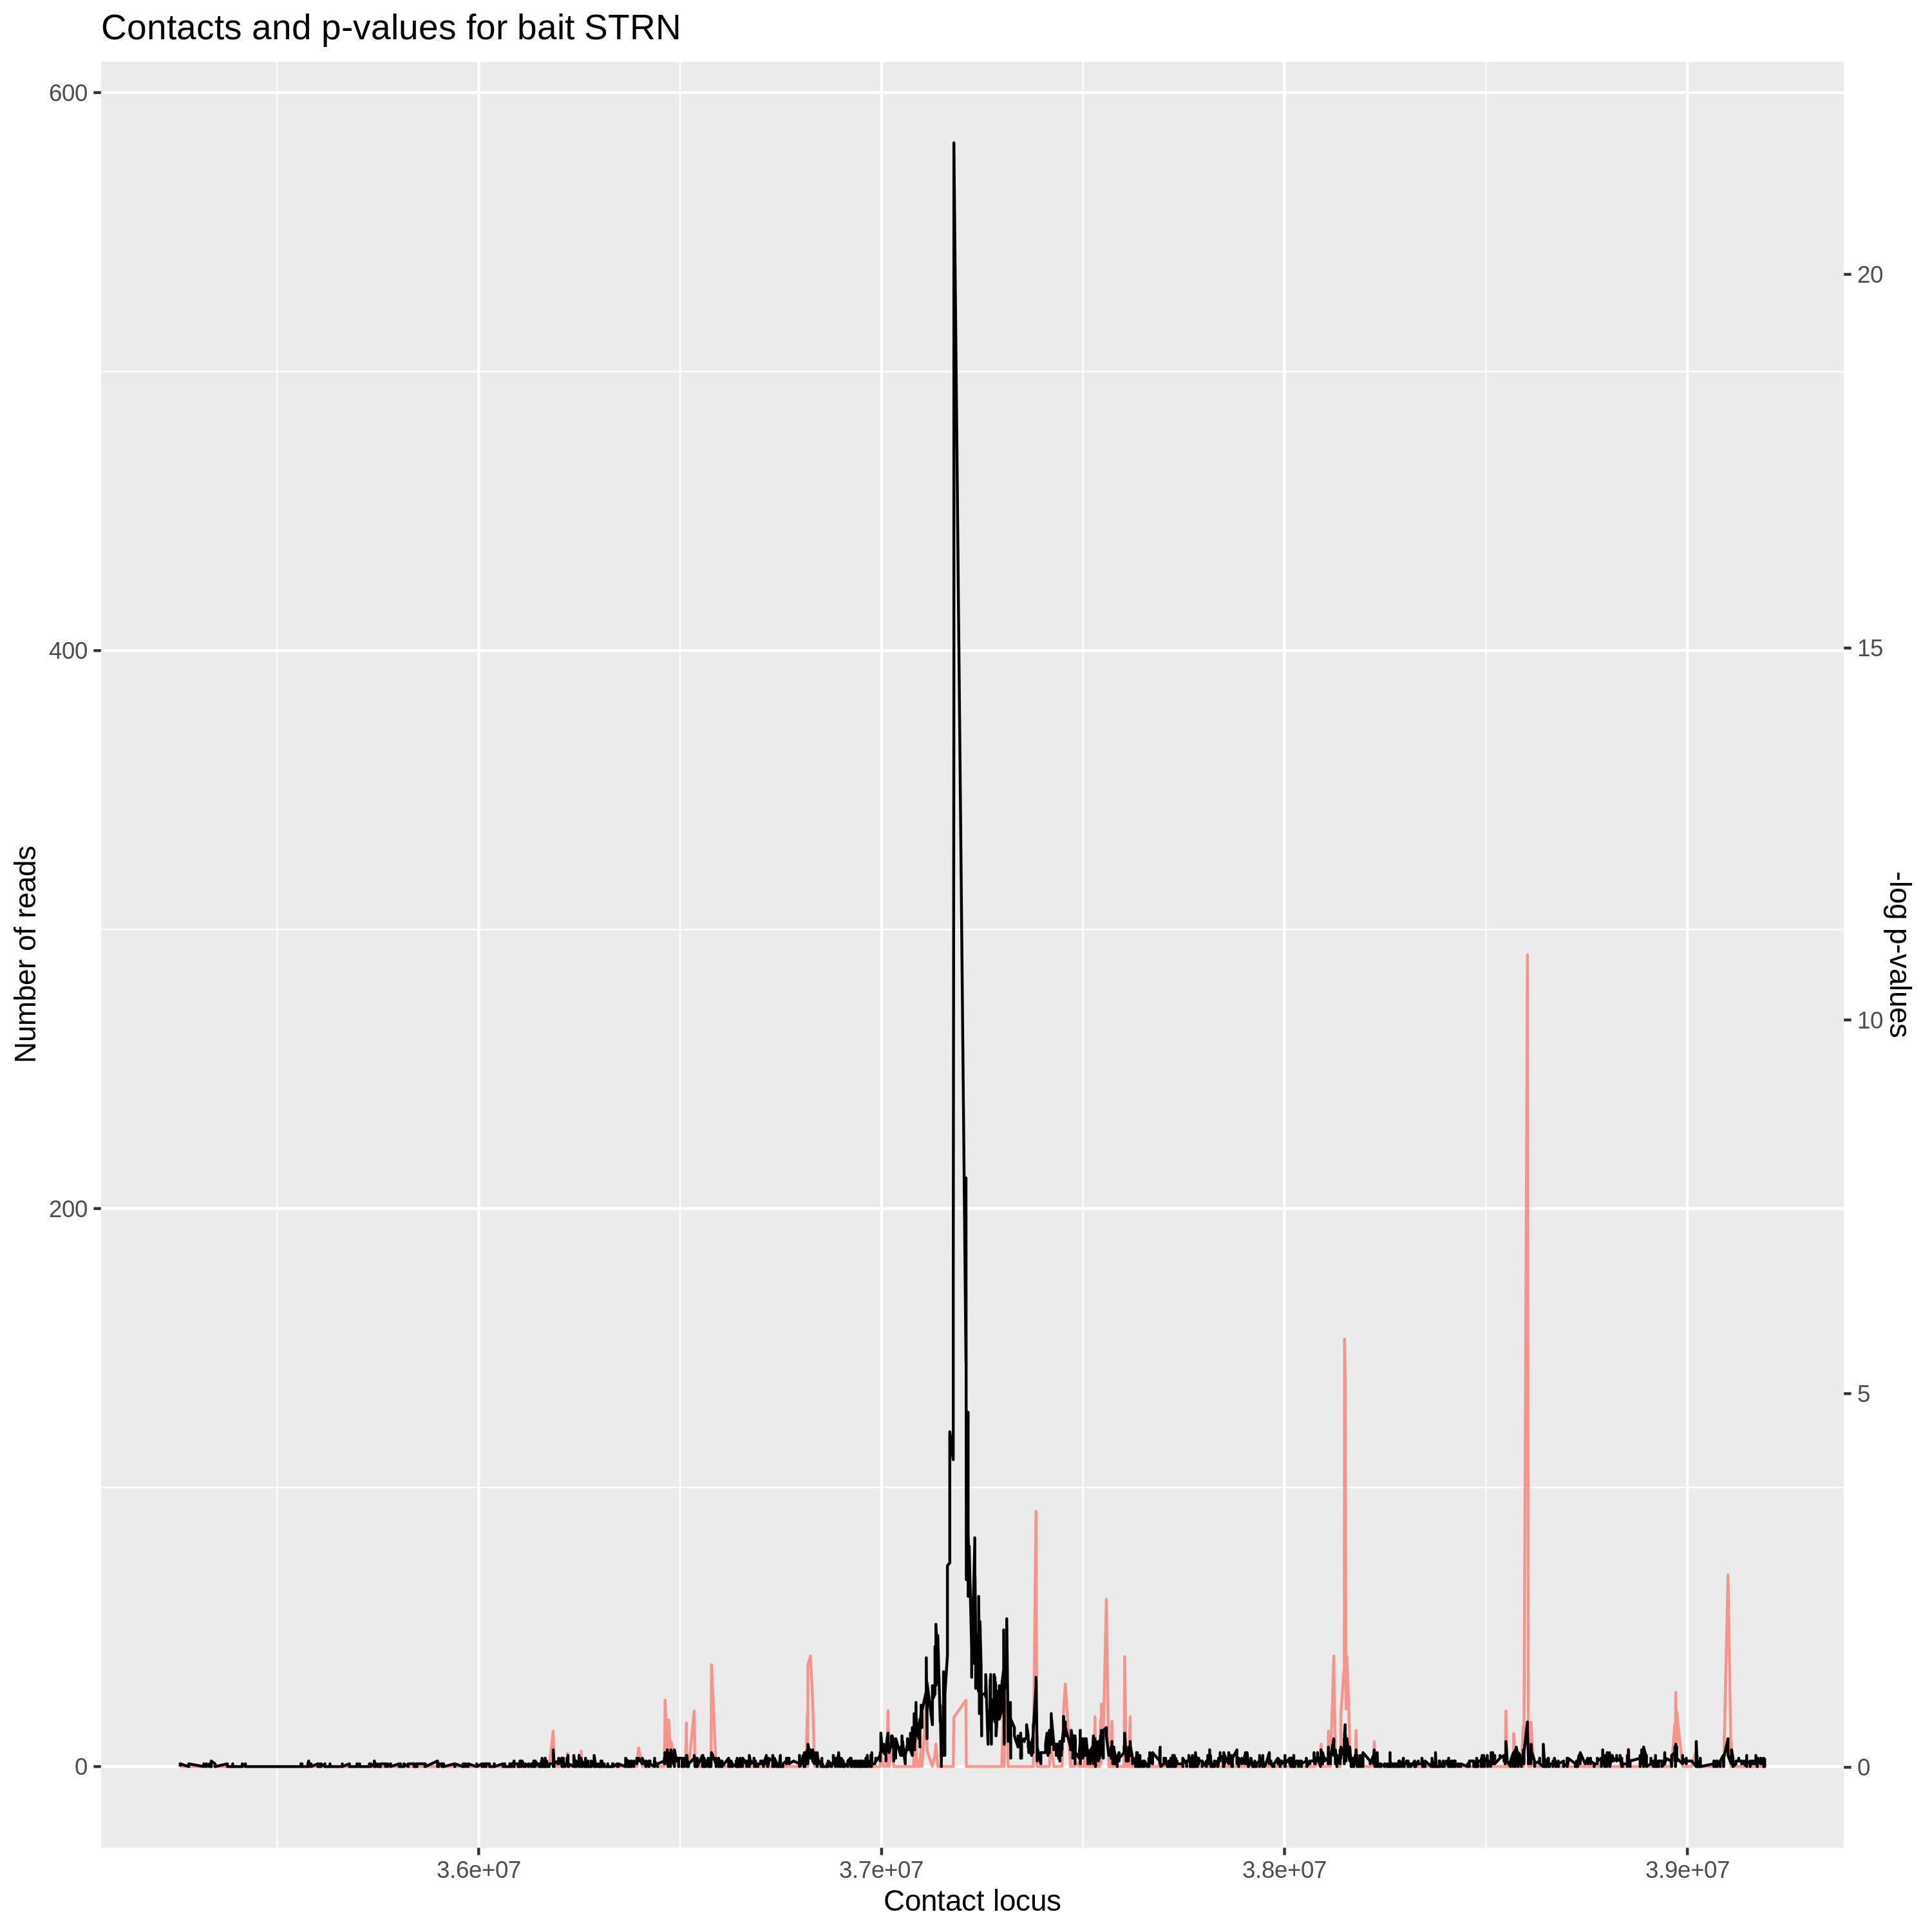 Contacts and p-values for bait STRN
600
400
200
0
Number of reads
20
15
10
5
0
-log p-values
3.6e+07
3.7e+07
3.8e+07
3.9e+07
Contact locus